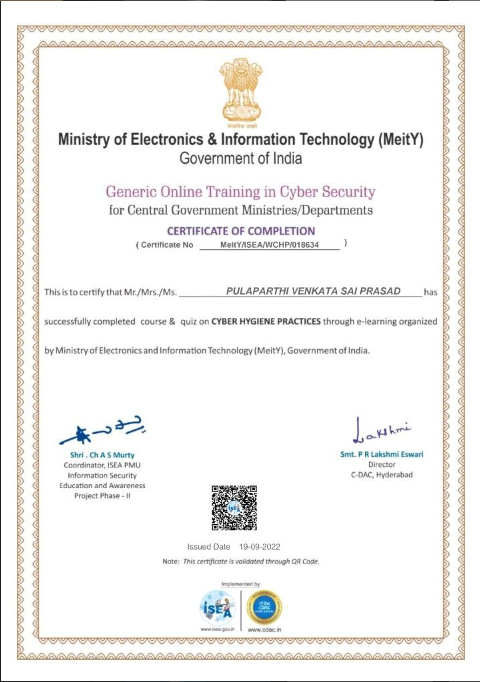 सत्यमेव जयते
Ministry of Electronics & Information Technology (MeitY)
Government of India
Generic Online Training in Cyber Security
for Central Government Ministries/Departments
CERTIFICATE OF COMPLETION
( Certificate No MeitY/ISEA/WCHP/018634 )
This is to certify that Mr./Mrs./Ms. PULAPARTHI VENKATA SAI PRASAD has
successfully completed course & quiz on CYBER HYGIENE PRACTICES through e-learning organized
by Ministry of Electronics and Information Technology (MeitY), Government of India.
Lakshmi
Shri . Ch A S Murty
Coordinator, ISEA PMU
Information Security
Education and Awareness
Project Phase - II
Smt. P R Lakshmi Eswari
Director
C-DAC, Hyderabad
Issued Date 19-09-2022
Note: This certificate is validated through QR Code.
Implemented by
ISEA
www.isea.gov.in
CDAC
www.cdac.in